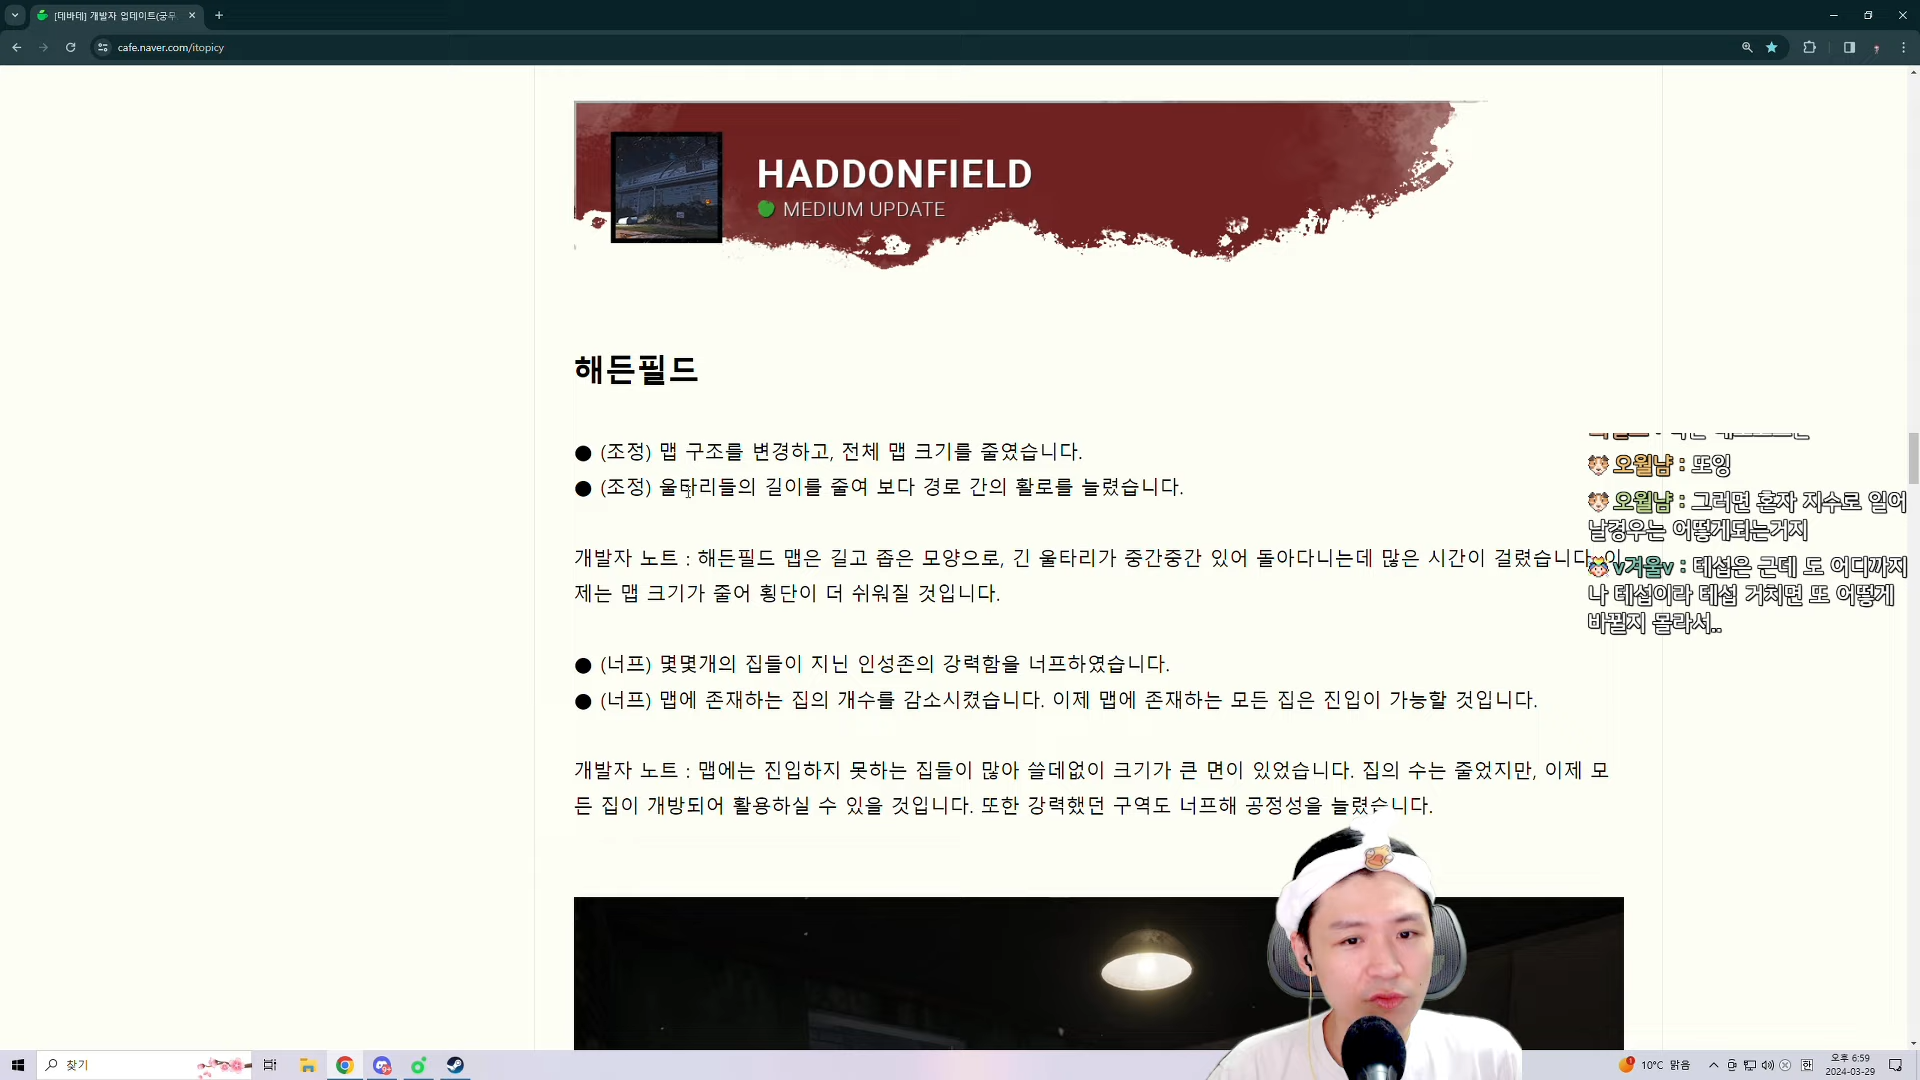 [데바데] 개발자 업데이트(궁무
cafe.naver.com/itopicy
HADDONFIELD
MEDIUM UPDATE
해든필드
● (조정) 맵 구조를 변경하고, 전체 맵 크기를 줄였습니다.
● (조정) 울타리들의 길이를 줄여 보다 경로 간의 활로를 늘렸습니다.
개발자 노트 : 해든필드 맵은 길고 좁은 모양으로, 긴 울타리가 중간중간 있어 돌아다니는데 많은 시간이 걸렸습니다. 이
제는 맵 크기가 줄어 횡단이 더 쉬워질 것입니다.
● (너프) 몇몇개의 집들이 지닌 인성존의 강력함을 너프하였습니다.
● (너프) 맵에 존재하는 집의 개수를 감소시켰습니다. 이제 맵에 존재하는 모든 집은 진입이 가능할 것입니다.
개발자 노트 : 맵에는 진입하지 못하는 집들이 많아 쓸데없이 크기가 큰 면이 있었습니다. 집의 수는 줄었지만, 이제 모
든 집이 개방되어 활용하실 수 있을 것입니다. 또한 강력했던 구역도 너프해 공정성을 늘렸습니다.
오월냠 : 또잉
오월냠 : 그러면 혼자 지수로 일어
날경우는 어떻게되는거지
v겨울v : 테섭은 근데 도 어디까지
나 테섭이라 테섭 거치면 또 어떻게
바뀔지 몰라서..
찾기
10°C 맑음
한
오후 6:59
2024-03-29